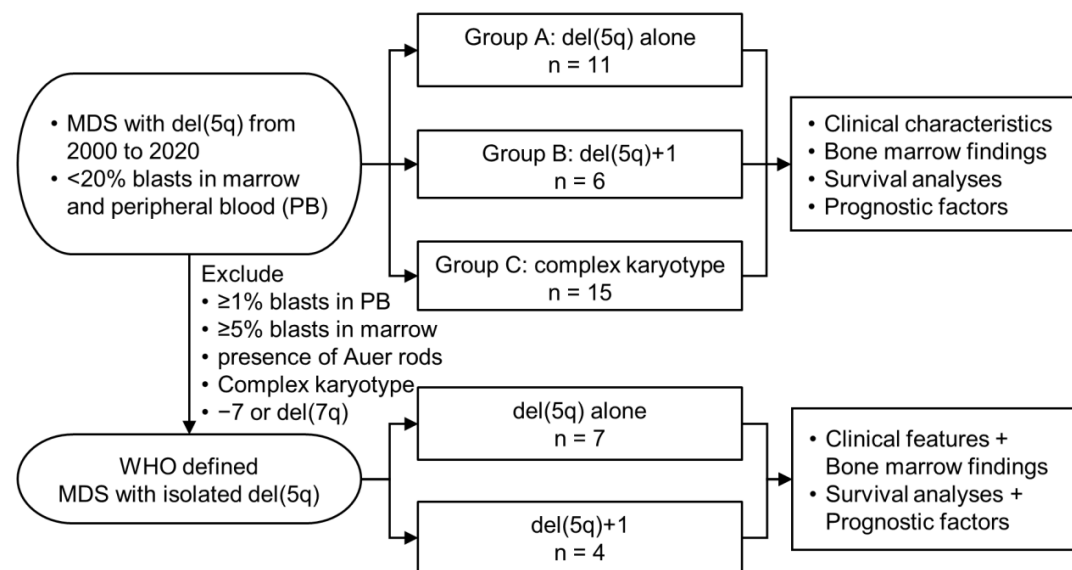 • MDS with del(5q) from
2000 to 2020
• <20% blasts in marrow
and peripheral blood (PB)
Group A: del(5q) alone
n = 11
Group B: del(5q)+1
n = 6
Group C: complex karyotype
n = 15
• Clinical characteristics
• Bone marrow findings
• Survival analyses
• Prognostic factors
Exclude
• ≥1% blasts in PB
• ≥5% blasts in marrow
• presence of Auer rods
• Complex karyotype
• −7 or del(7q)
WHO defined
MDS with isolated del(5q)
del(5q) alone
n = 7
del(5q)+1
n = 4
• Clinical features +
Bone marrow findings
• Survival analyses +
Prognostic factors